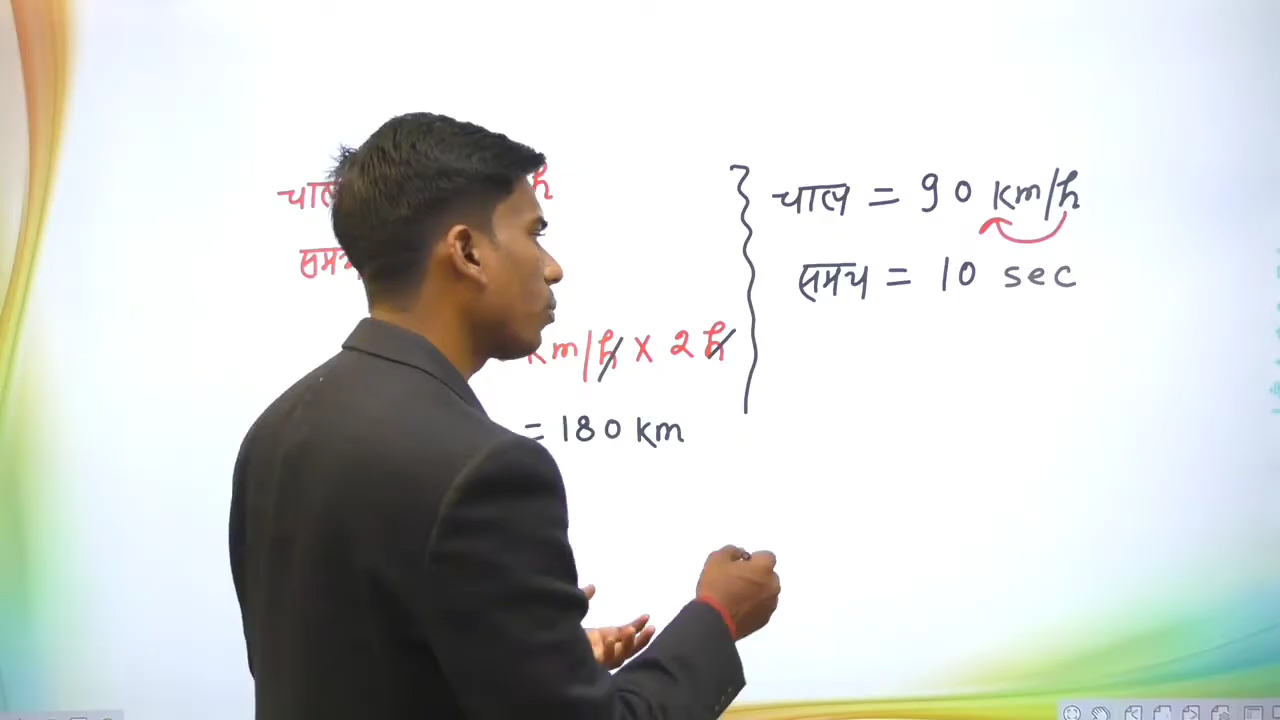 चाल
समय
km/h x 2 h
= 180 km
चाल = 90 km/h
समय = 10 sec